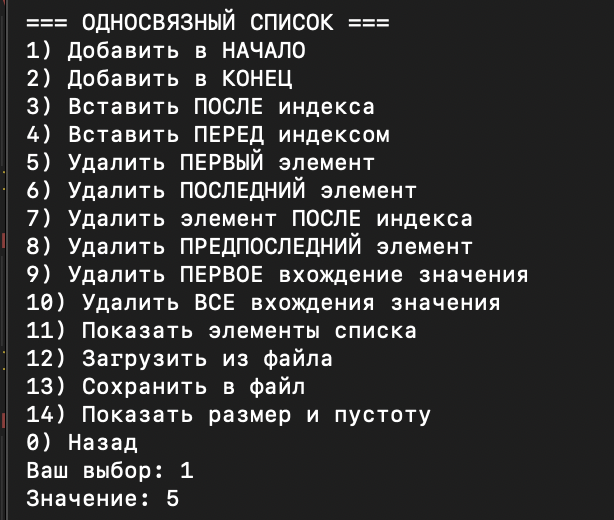 === ОДНОСВЯЗНЫЙ СПИСОК ===
1) Добавить в НАЧАЛО
2) Добавить в КОНЕЦ
3) Вставить ПОСЛЕ индекса
4) Вставить ПЕРЕД индексом
5) Удалить ПЕРВЫЙ элемент
6) Удалить ПОСЛЕДНИЙ элемент
7) Удалить элемент ПОСЛЕ индекса
8) Удалить ПРЕДПОСЛЕДНИЙ элемент
9) Удалить ПЕРВОЕ вхождение значения
10) Удалить ВСЕ вхождения значения
11) Показать элементы списка
12) Загрузить из файла
13) Сохранить в файл
14) Показать размер и пустоту
0) Назад
Ваш выбор: 1
Значение: 5